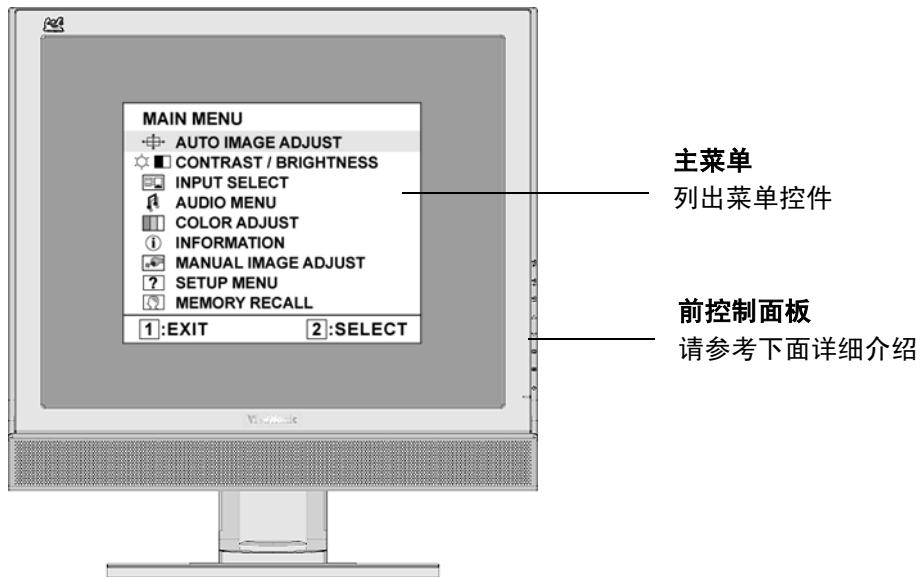 MAIN MENU
AUTO IMAGE ADJUST
CONTRAST / BRIGHTNESS
INPUT SELECT
AUDIO MENU
COLOR ADJUST
INFORMATION
MANUAL IMAGE ADJUST
? SETUP MENU
MEMORY RECALL
1:EXIT 2:SELECT
ViewSonic
主菜单
列出菜单控件
前控制面板
请参考下面详细介绍